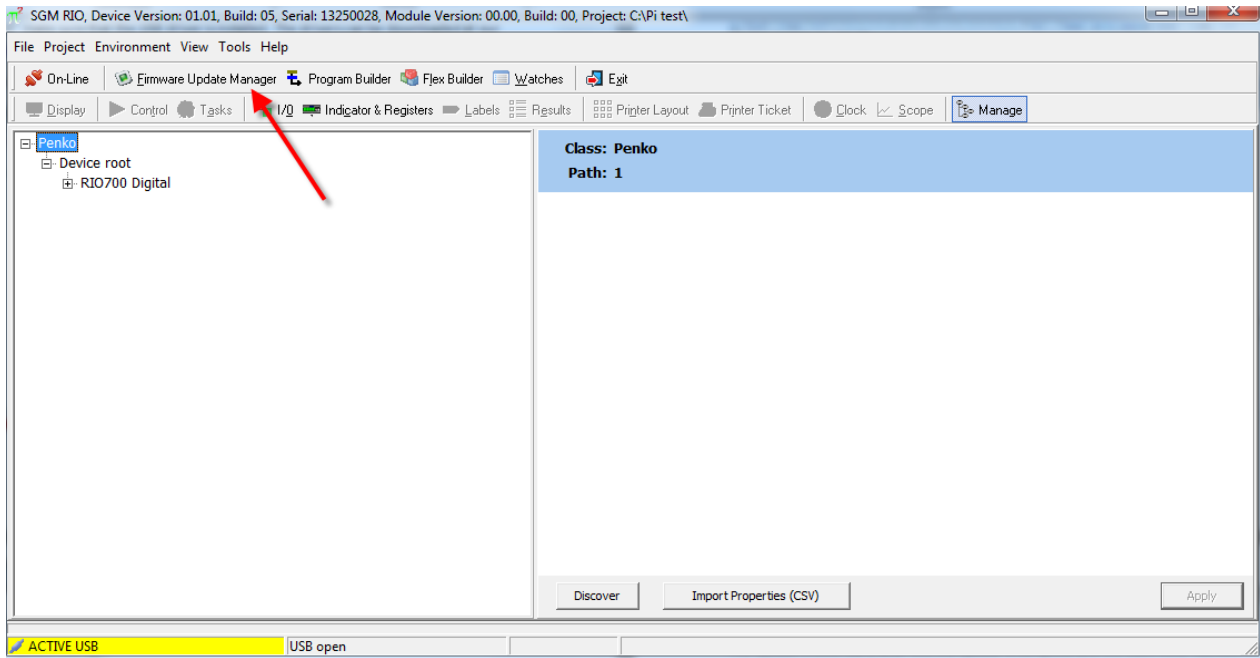 SGM RIO, Device Version: 01.01, Build: 05, Serial: 13250028, Module Version: 00.00, Build: 00, Project: C:\Pi test\
File Project Environment View Tools Help
On-Line Firmware Update Manager Program Builder Flex Builder Watches Exit
Display Control Tasks I/O Indicator & Registers Labels Results Printer Layout Printer Ticket Clock Scope Manage
Penko
Device root
RIO700 Digital
Class: Penko
Path: 1
Discover Import Properties (CSV) Apply
ACTIVE USB USB open